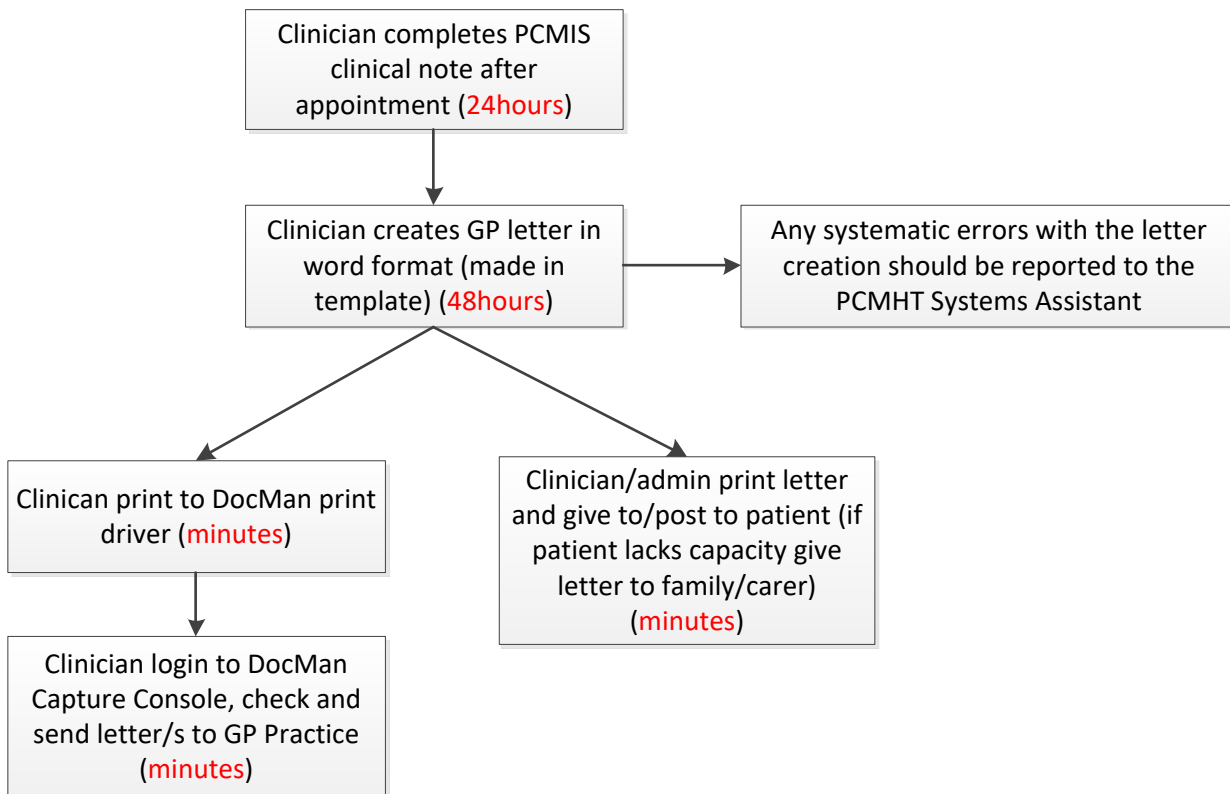 Clinician completes PCMIS
clinical note after
appointment (24hours)
Clinician creates GP letter in
word format (made in
template) (48hours)
Any systematic errors with the letter
creation should be reported to the
PCMHT Systems Assistant
Clinican print to DocMan print
driver (minutes)
Clinician/admin print letter
and give to/post to patient (if
patient lacks capacity give
letter to family/carer)
(minutes)
Clinician login to DocMan
Capture Console, check and
send letter/s to GP Practice
(minutes)